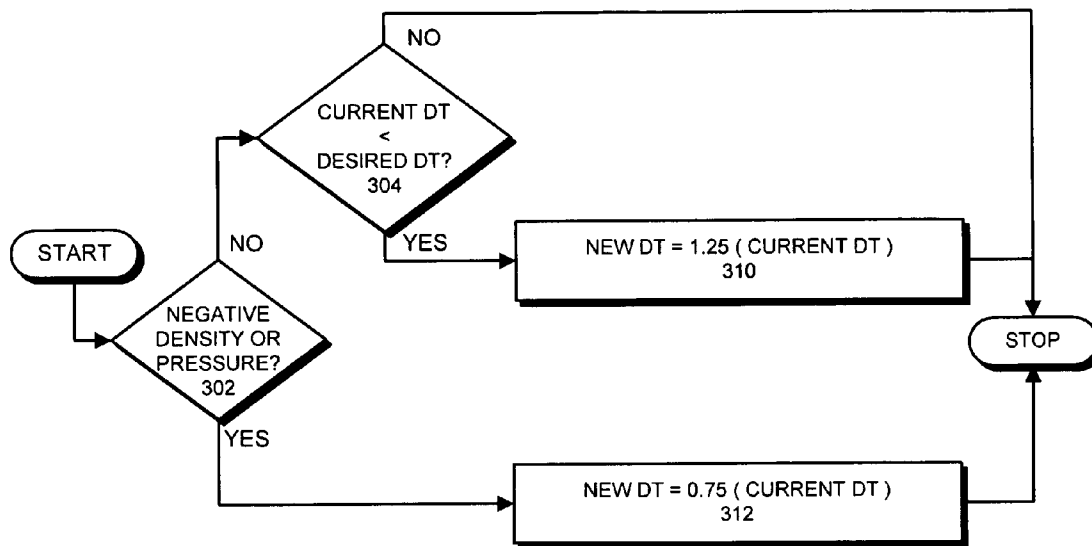 NO
CURRENT DT
<
DESIRED DT?
304
YES
NEW DT = 1.25 ( CURRENT DT )
310
START
NO
NEGATIVE
DENSITY OR
PRESSURE?
302
YES
STOP
NEW DT = 0.75 ( CURRENT DT )
312